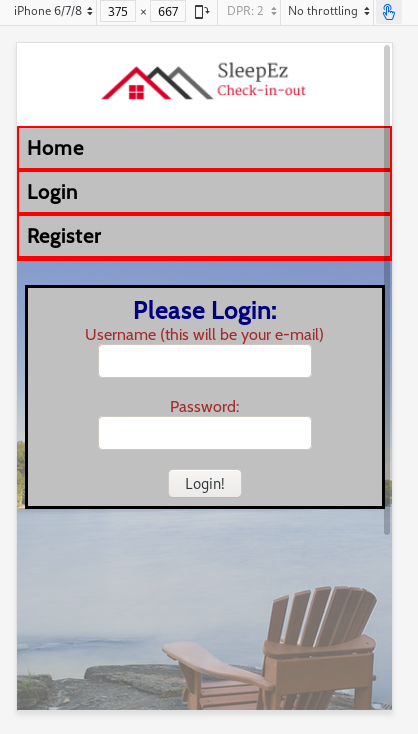 iPhone 6/7/8 375 × 667 DPR: 2 No throttling
SleepEz
Check-in-out
Home
Login
Register
Please Login:
Username (this will be your e-mail)
Password:
Login!